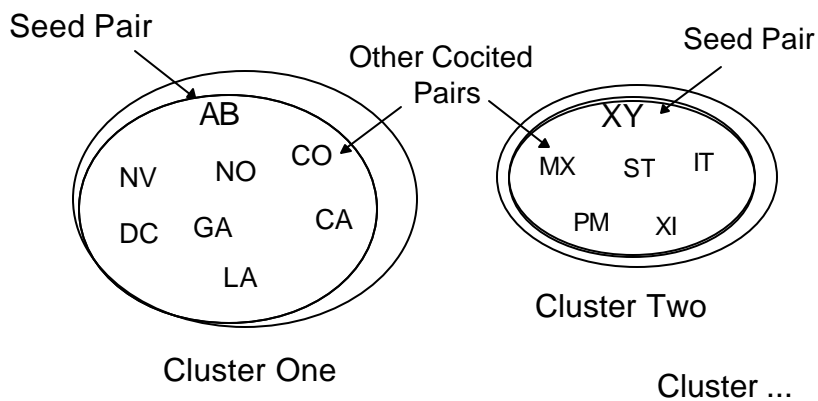 Seed Pair
Other Cocited
Pairs
Seed Pair
AB
NV
NO
CO
DC
GA
CA
LA
Cluster One
XY
MX
ST
IT
PM
XI
Cluster Two
Cluster ...